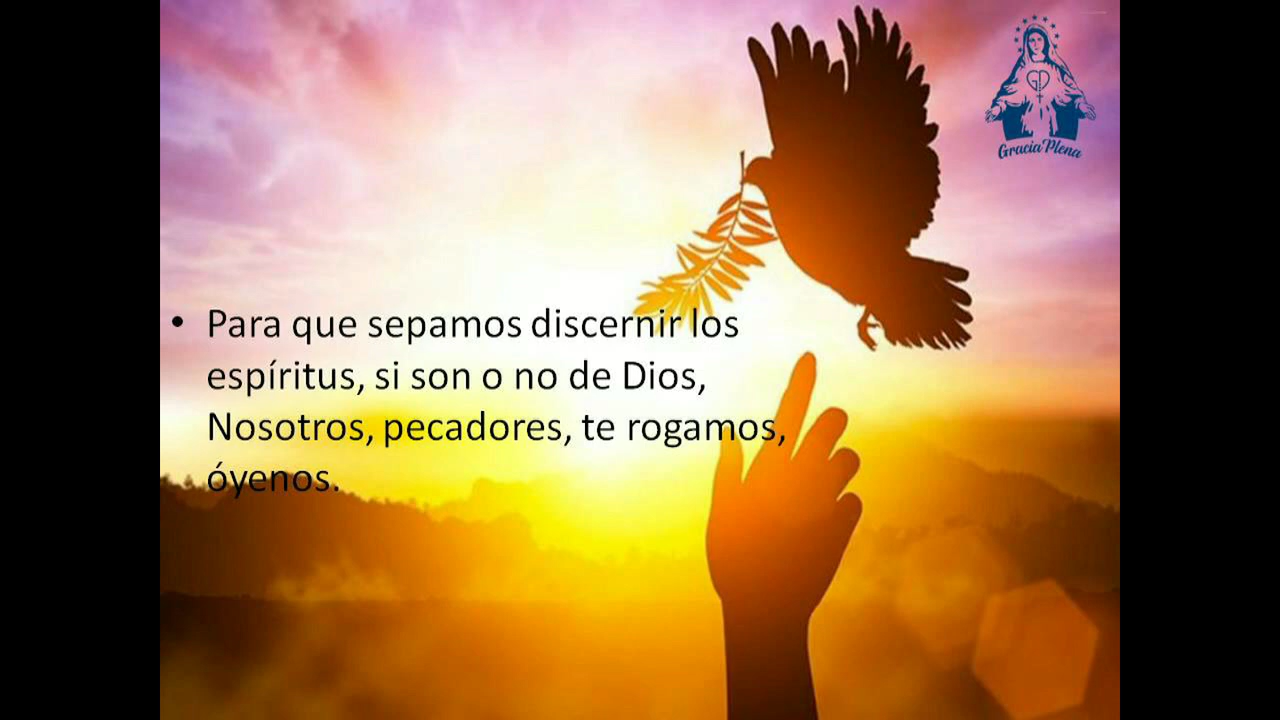 Gracia Plena
• Para que sepamos discernir los
espíritus, si son o no de Dios,
Nosotros, pecadores, te rogamos,
óyenos.